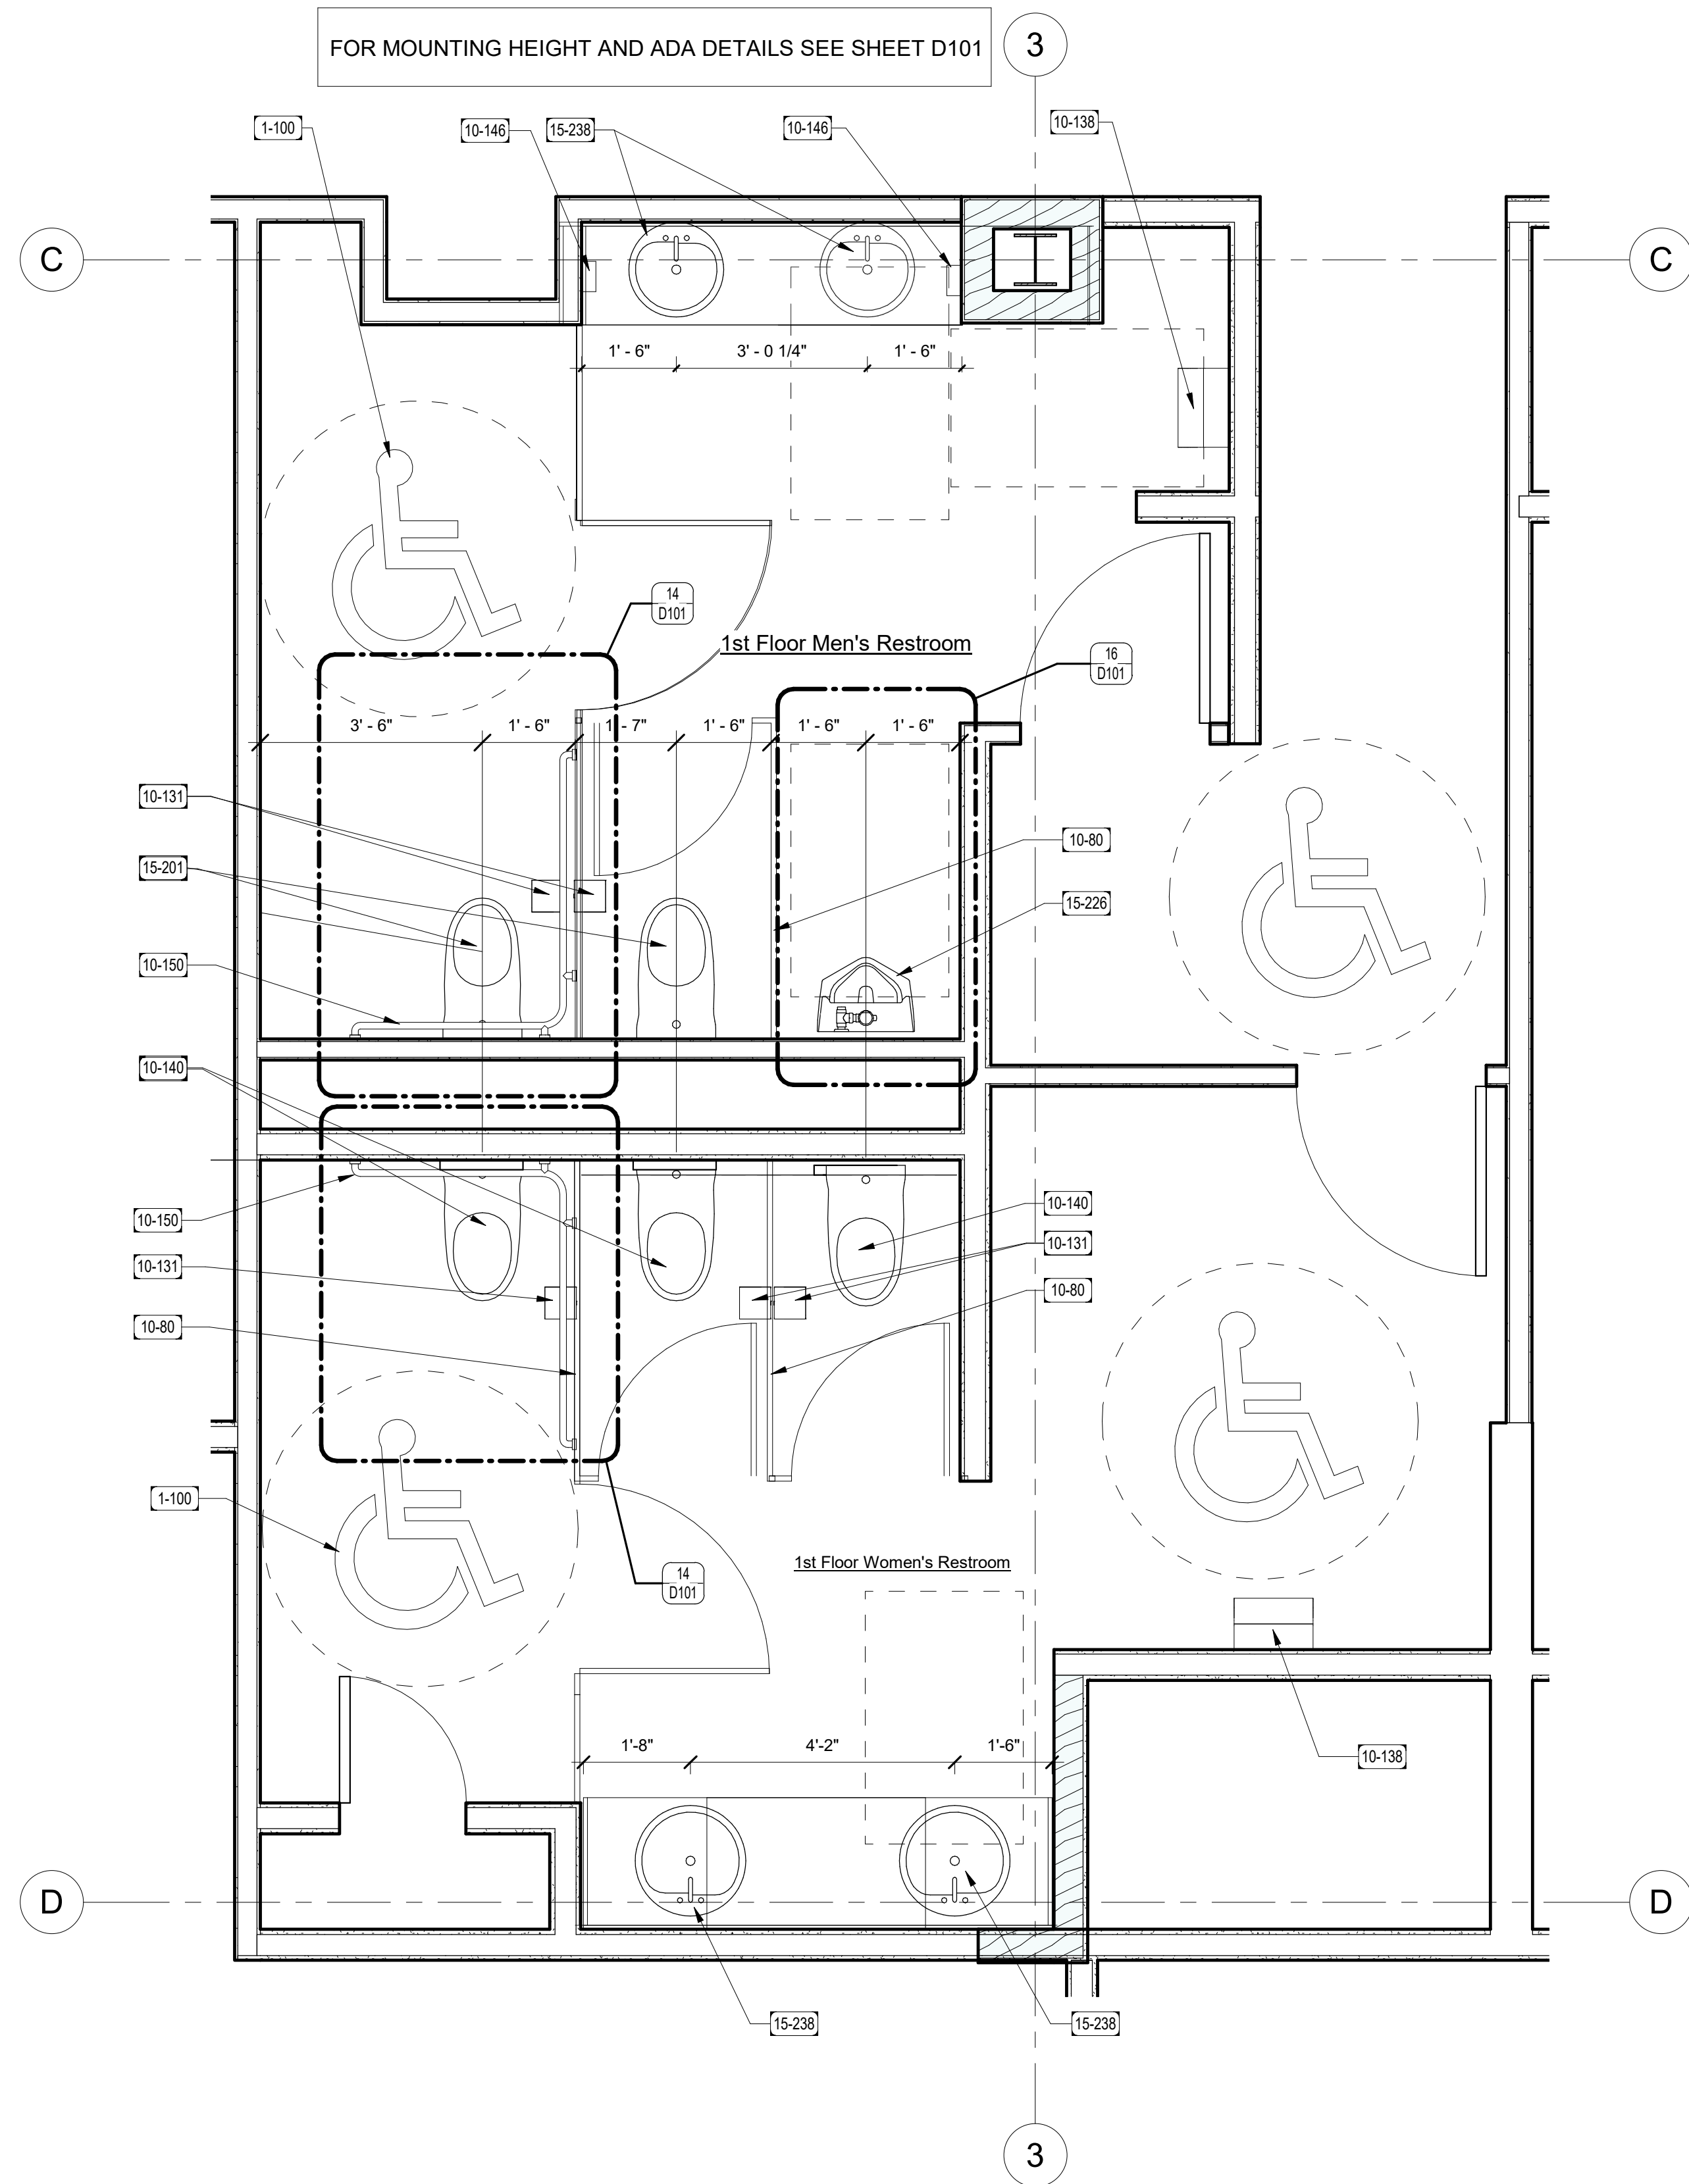 FOR MOUNTING HEIGHT AND ADA DETAILS SEE SHEET D101
3
1-100
10-146
15-238
10-146
10-138
C
C
1' - 6"
3' - 0 1/4"
1' - 6"
14
D101
1st Floor Men's Restroom
16
D101
3' - 6"
1' - 6"
1' - 7"
1' - 6"
1' - 6"
1' - 6"
10-131
10-80
15-201
15-226
10-150
10-140
10-140
10-150
10-131
10-131
10-80
10-80
1-100
1st Floor Women's Restroom
14
D101
1'-8"
4'-2"
1'-6"
10-138
D
D
15-238
15-238
3